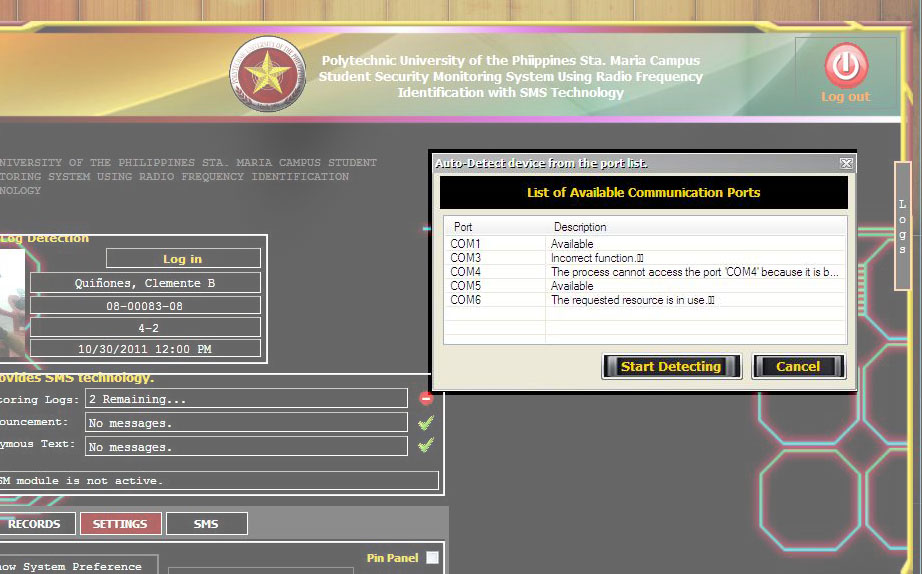 Polytechnic University of the Phiippines Sta. Maria Campus
Student Security Monitoring System Using Radio Frequency
Identification with SMS Technology
Log out
NIVERSITY OF THE PHILIPPINES STA. MARIA CAMPUS STUDENT
TORING SYSTEM USING RADIO FREQUENCY IDENTIFICATION
NOLOGY
Auto-Detect device from the port list.
List of Available Communication Ports
Port Description
COM1 Available
COM3 Incorrect function.
COM4 The process cannot access the port 'COM4' because it is b...
COM5 Available
COM6 The requested resource is in use.
Start Detecting Cancel
Logs
Log Detection
Log in
Quiñones, Clemente B
08-00083-08
4-2
10/30/2011 12:00 PM
ovides SMS technology.
toring Logs: 2 Remaining...
ouncement: No messages.
ymous Text: No messages.
SM module is not active.
RECORDS SETTINGS SMS
Pin Panel
how System Preference